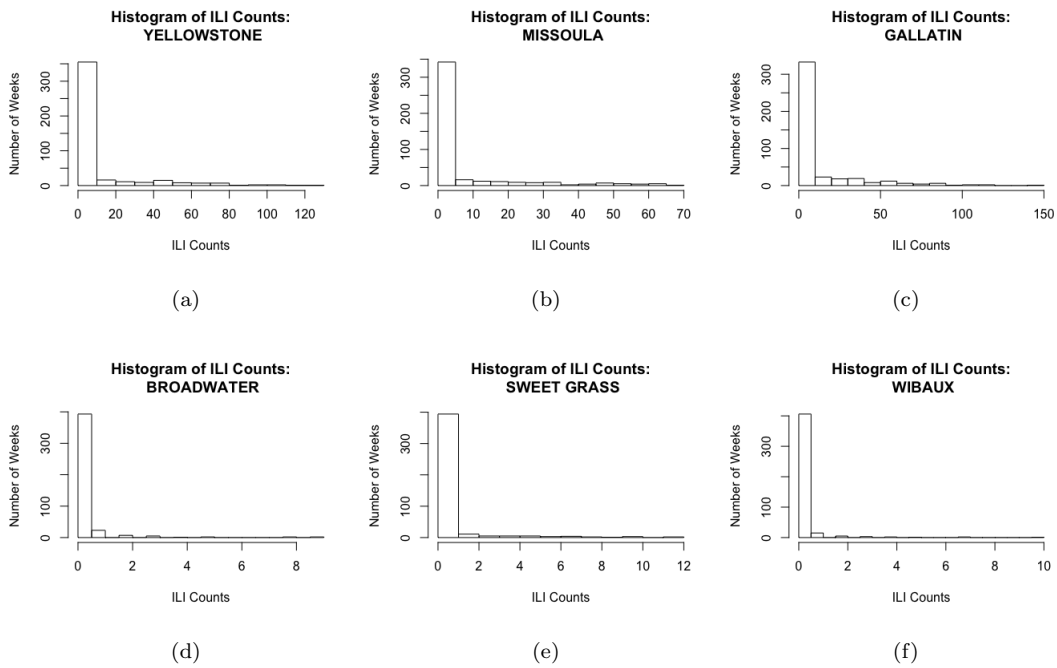 Histogram of ILI Counts:
YELLOWSTONE
Number of Weeks
0
100
200
300
0 20 40 60 80 100 120
ILI Counts
(a)
Histogram of ILI Counts:
MISSOULA
Number of Weeks
0
100
200
300
0 10 20 30 40 50 60 70
ILI Counts
(b)
Histogram of ILI Counts:
GALLATIN
Number of Weeks
0
100
200
300
0 50 100 150
ILI Counts
(c)
Histogram of ILI Counts:
BROADWATER
Number of Weeks
0
100
300
0 2 4 6 8
ILI Counts
(d)
Histogram of ILI Counts:
SWEET GRASS
Number of Weeks
0
100
300
0 2 4 6 8 10 12
ILI Counts
(e)
Histogram of ILI Counts:
WIBAUX
Number of Weeks
0
100
300
0 2 4 6 8 10
ILI Counts
(f)